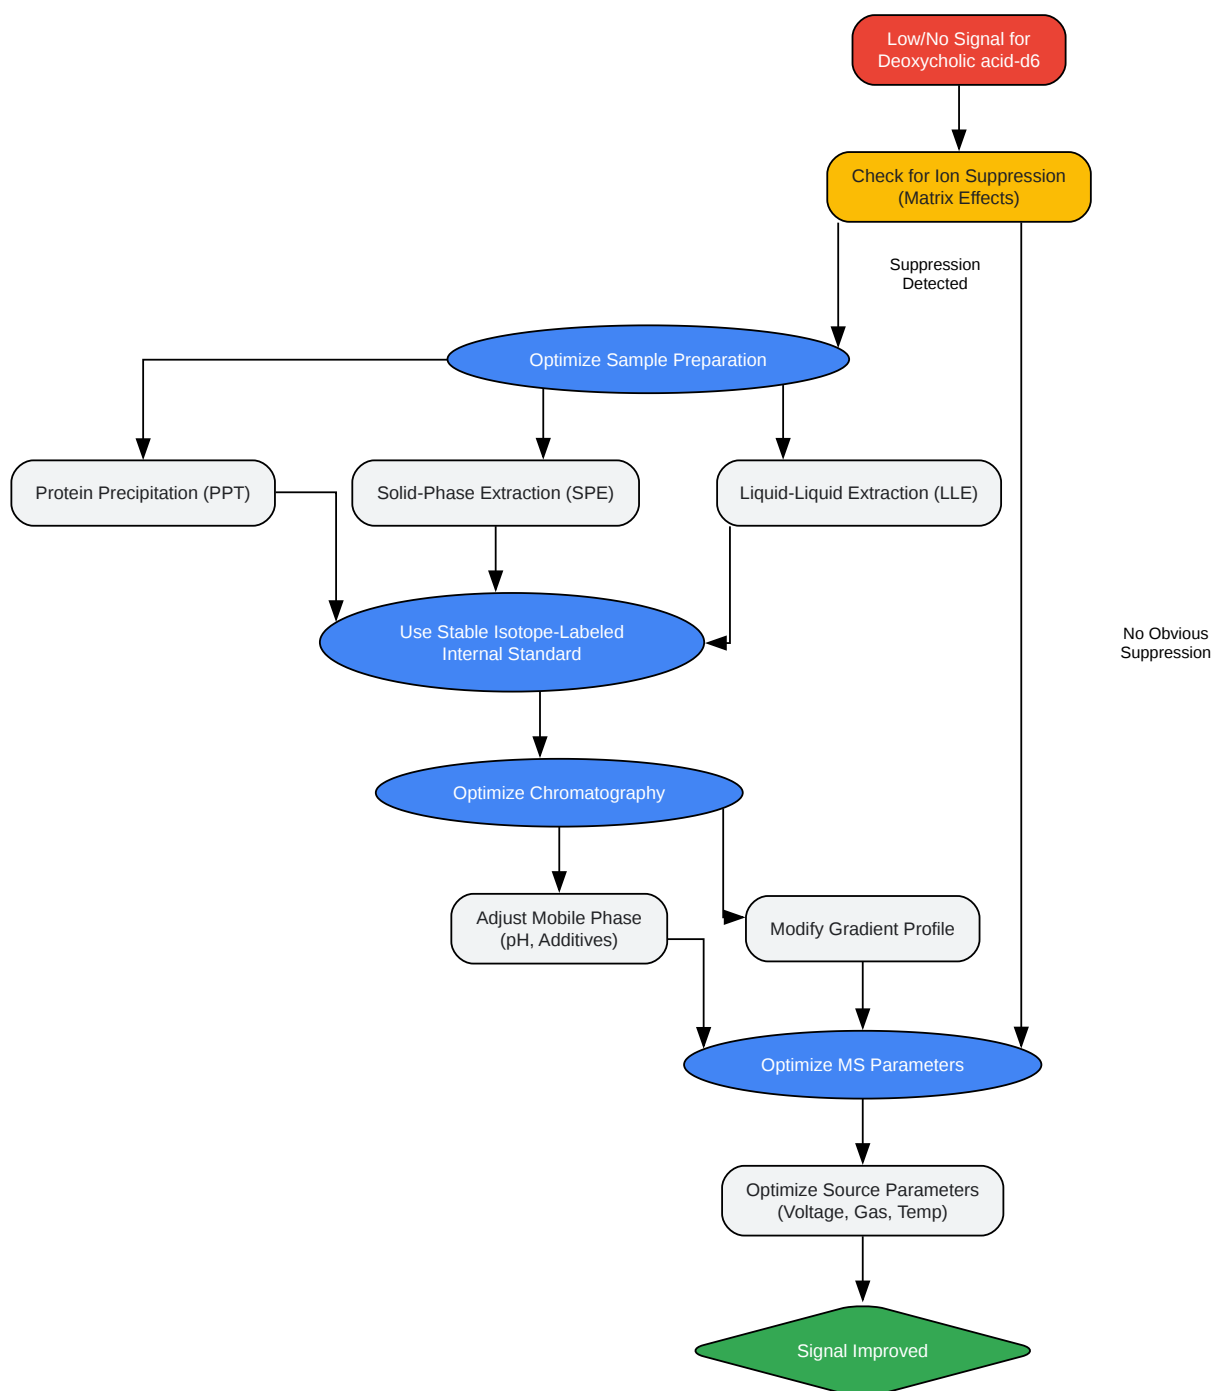 Low/No Signal for
Deoxycholic acid-d6
Check for Ion Suppression
(Matrix Effects)
Suppression
Detected
Optimize Sample Preparation
Protein Precipitation (PPT)
Solid-Phase Extraction (SPE)
Liquid-Liquid Extraction (LLE)
Use Stable Isotope-Labeled
Internal Standard
No Obvious
Suppression
Optimize Chromatography
Adjust Mobile Phase
(pH, Additives)
Modify Gradient Profile
Optimize MS Parameters
Optimize Source Parameters
(Voltage, Gas, Temp)
Signal Improved